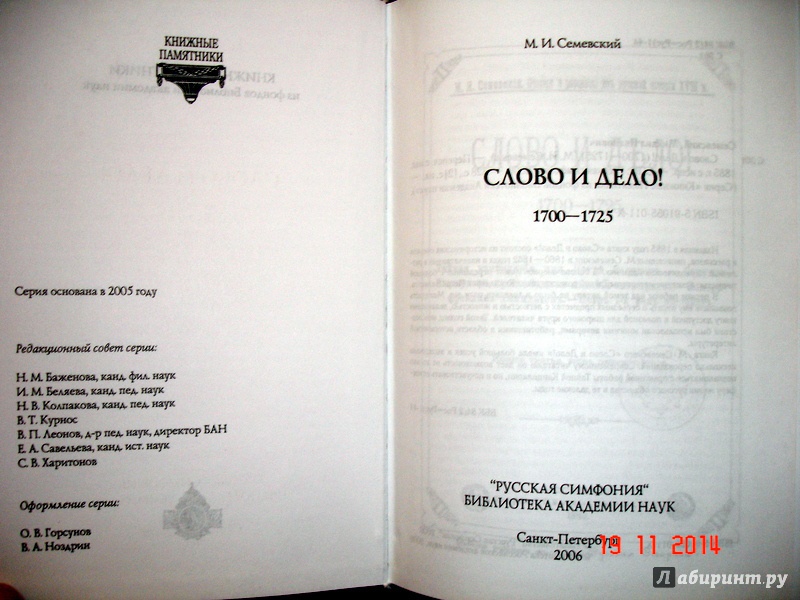 КНИЖНЫЕ
ПАМЯТНИКИ
Серия основана в 2005 году
Редакционный совет серии:
Н. М. Баженова, канд. фил. наук
И. М. Беляева, канд. пед. наук
Н. В. Колпакова, канд. пед. наук
В. Т. Курнос
В. П. Леонов, д-р пед. наук, директор БАН
Е. А. Савельева, канд. ист. наук
С. В. Харитонов
Оформление серии:
О. В. Горсунов
В. А. Ноздрин
М. И. Семевский
СЛОВО И ДЕЛО!
1700—1725
"РУССКАЯ СИМФОНИЯ"
БИБЛИОТЕКА АКАДЕМИИ НАУК
Санкт-Петербург
2006
19 11 2014
Лабиринт.ру